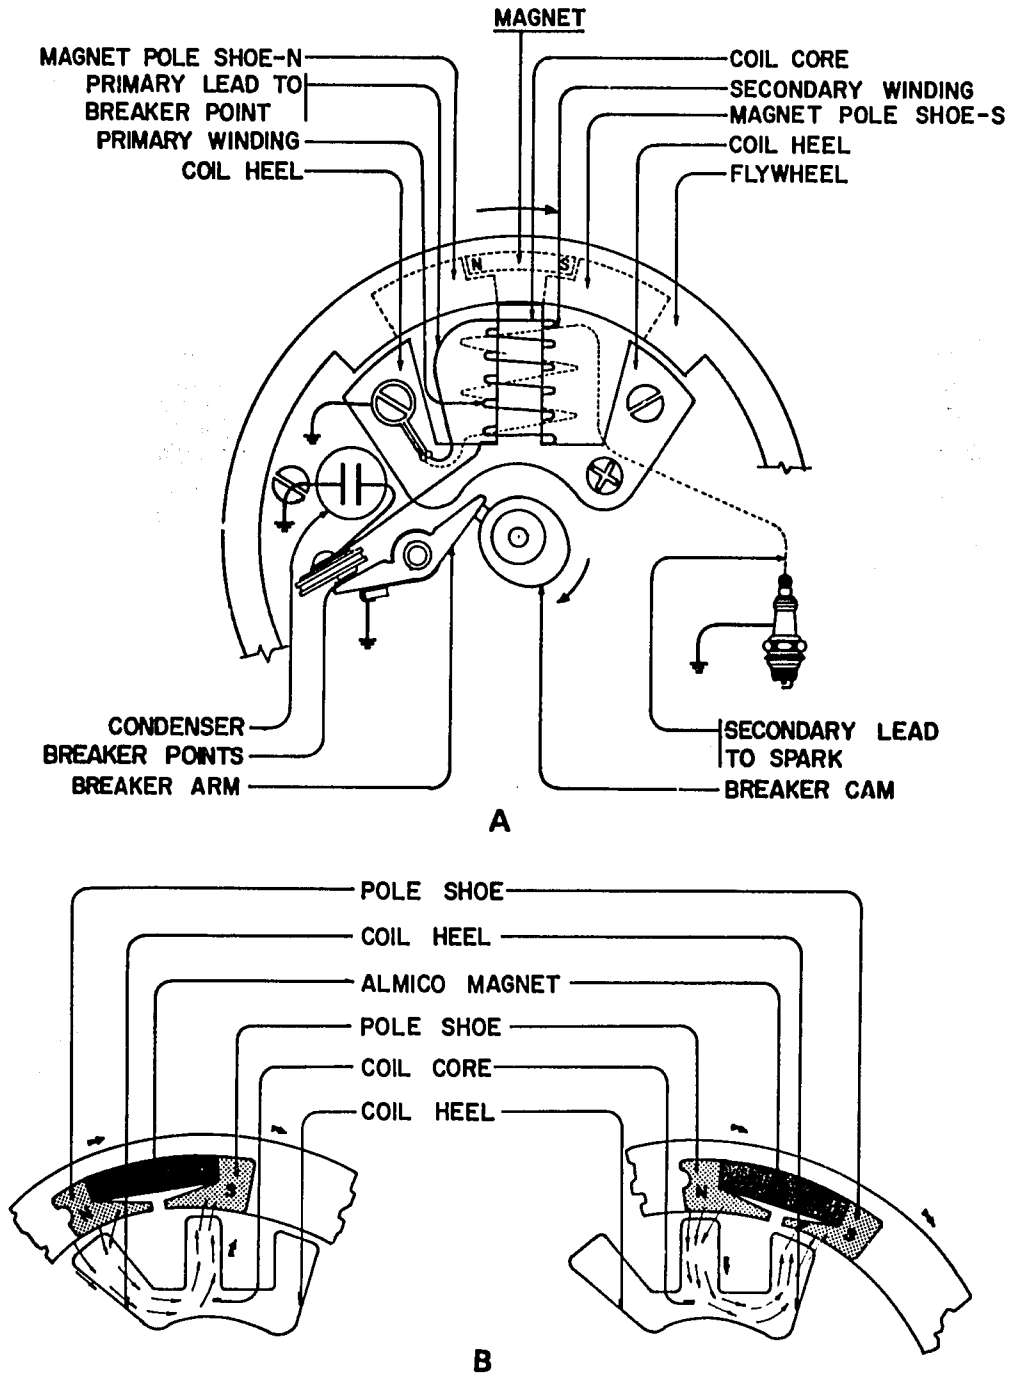 MAGNET
MAGNET POLE SHOE-N
PRIMARY LEAD TO
BREAKER POINT
PRIMARY WINDING
COIL HEEL
COIL CORE
SECONDARY WINDING
MAGNET POLE SHOE-S
COIL HEEL
FLYWHEEL
N
S
CONDENSER
BREAKER POINTS
BREAKER ARM
SECONDARY LEAD
TO SPARK
BREAKER CAM
A
POLE SHOE
COIL HEEL
ALMICO MAGNET
POLE SHOE
COIL CORE
COIL HEEL
N
S
N
S
B